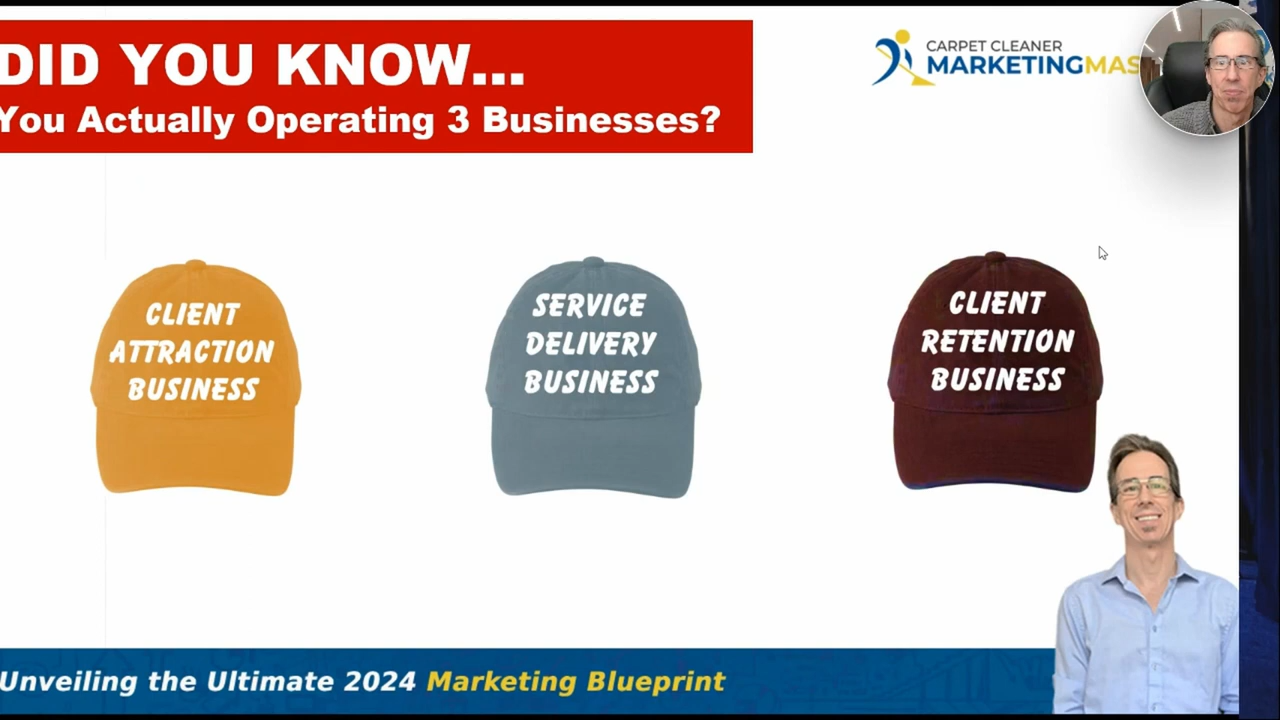 DID YOU KNOW...
You Actually Operating 3 Businesses?
CARPET CLEANER
MARKETINGMAS
CLIENT
ATTRACTION
BUSINESS
SERVICE
DELIVERY
BUSINESS
CLIENT
RETENTION
BUSINESS
Unveiling the Ultimate 2024 Marketing Blueprint